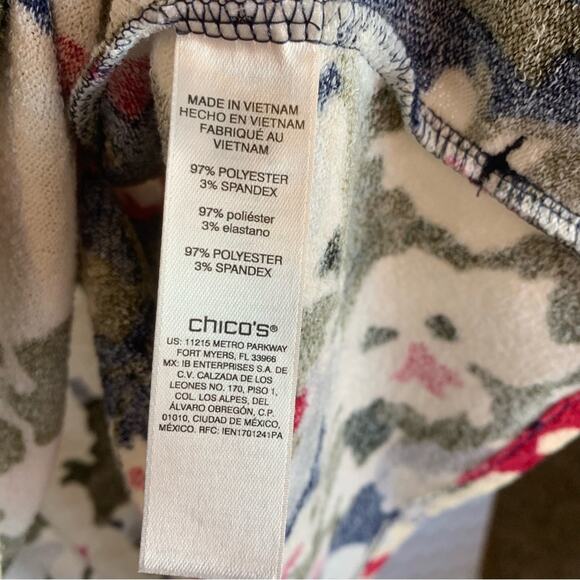 MADE IN VIETNAM
HECHO EN VIETNAM
FABRIQUÉ AU
VIETNAM
97% POLYESTER
3% SPANDEX
97% poliéster
3% elastano
97% POLYESTER
3% SPANDEX
chico's®
US: 11215 METRO PARKWAY
FORT MYERS, FL 33966
MX: IB ENTERPRISES S.A. DE
C.V. CALZADA DE LOS
LEONES NO. 170, PISO 1,
COL. LOS ALPES, DEL.
ÁLVARO OBREGÓN, C.P.
01010, CIUDAD DE MÉXICO,
MÉXICO. RFC: IEN1701241PA